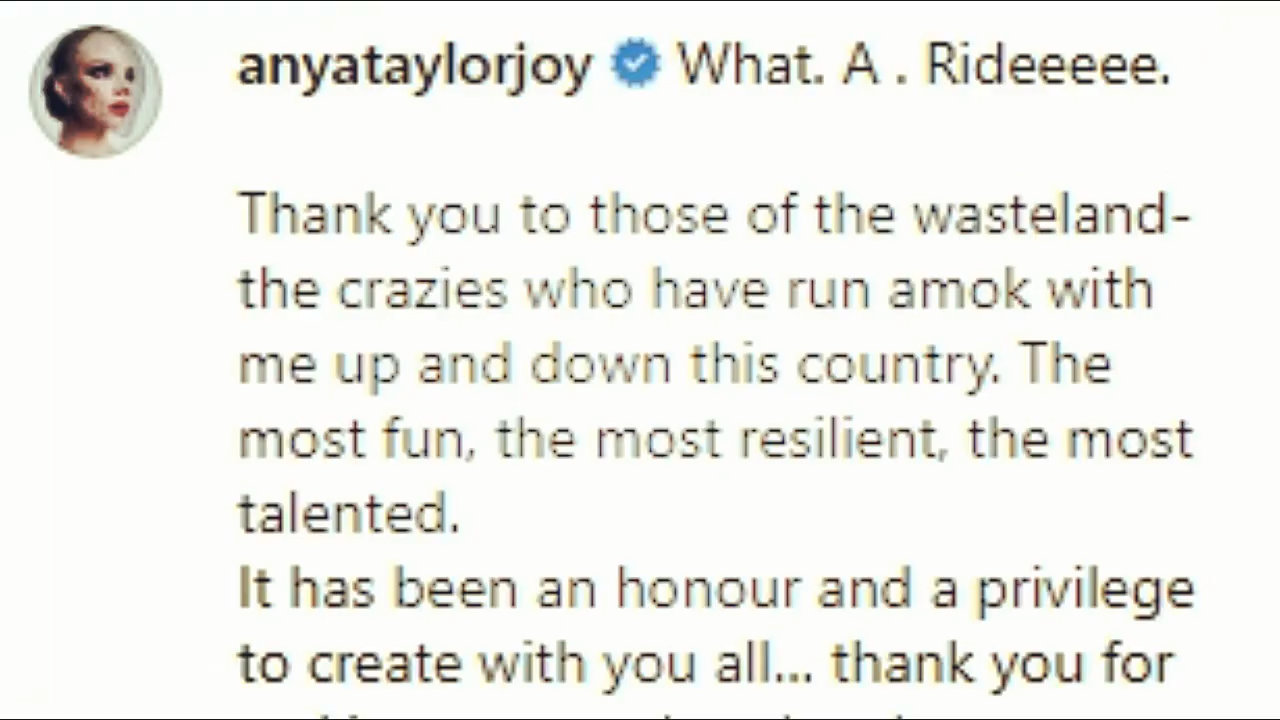 anyataylorjoy What. A . Rideeeee.
Thank you to those of the wasteland-
the crazies who have run amok with
me up and down this country. The
most fun, the most resilient, the most
talented.
It has been an honour and a privilege
to create with you all... thank you for